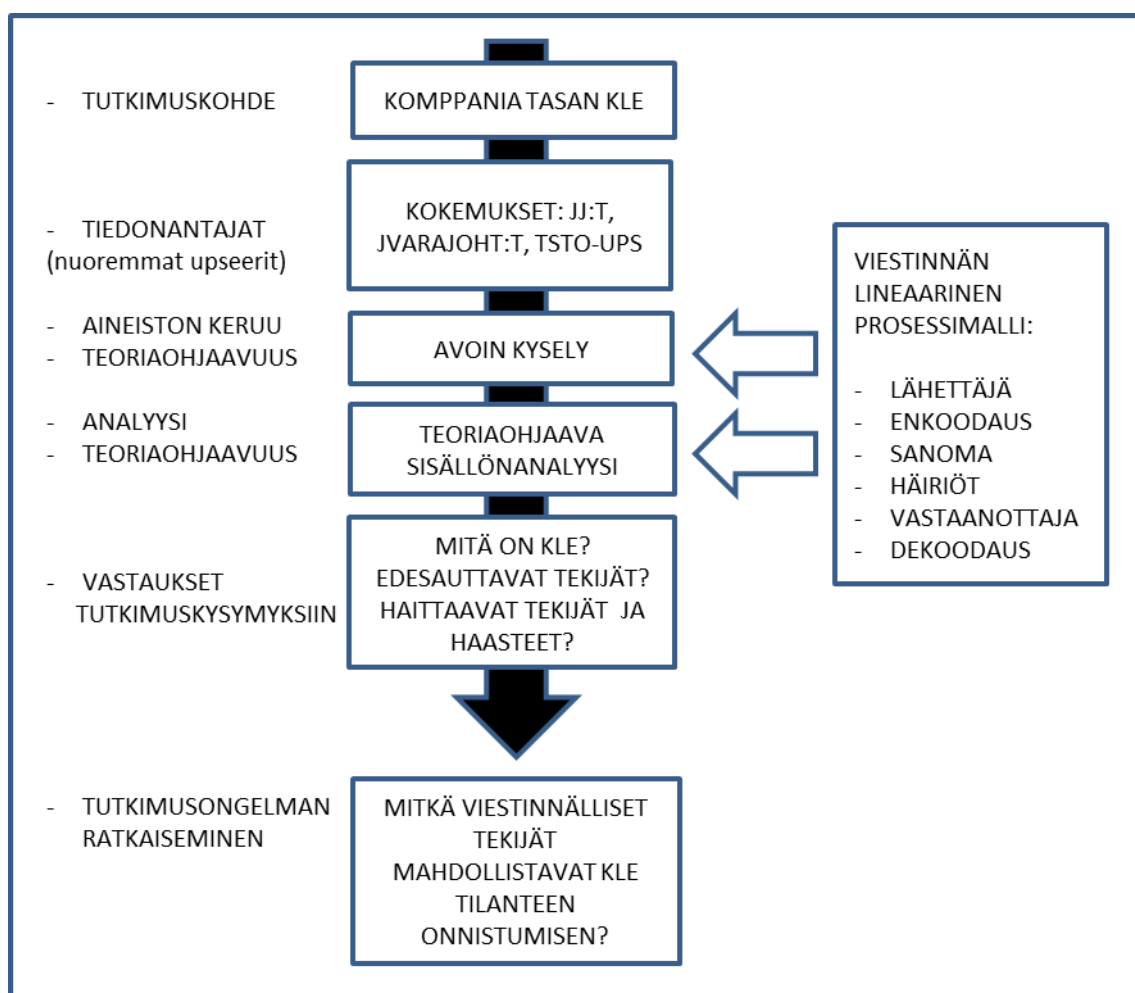 - TUTKIMUSKOHDE
KOMPPANIA TASAN KLE
- TIEDONANTAJAT
(nuoremmat upseerit)
KOKEMUKSET: JJ:T,
JVARAJOHT:T, TSTO-UPS
- AINEISTON KERUU
- TEORIAOHJAAVUUS
AVOIN KYSELY
- ANALYYSI
- TEORIAOHJAAVUUS
TEORIAOHJAAVA
SISÄLLÖNANALYYSI
VIESTINNÄN
LINEAARINEN
PROSESSIMALLI:
- LÄHETTÄJÄ
- ENKOODAUS
- SANOMA
- HÄIRIÖT
- VASTAANOTTAJA
- DEKOODAUS
- VASTAUKSET
TUTKIMUSKYSYMYKSIIN
MITÄ ON KLE?
EDESAUTTAVAT TEKIJÄT?
HAITTAAVAT TEKIJÄT JA
HAASTEET?
- TUTKIMUSONGELMAN
RATKAISEMINEN
MITKÄ VIESTINNÄLLISET
TEKIJÄT
MAHDOLLISTAVAT KLE
TILANTEEN
ONNISTUMISEN?